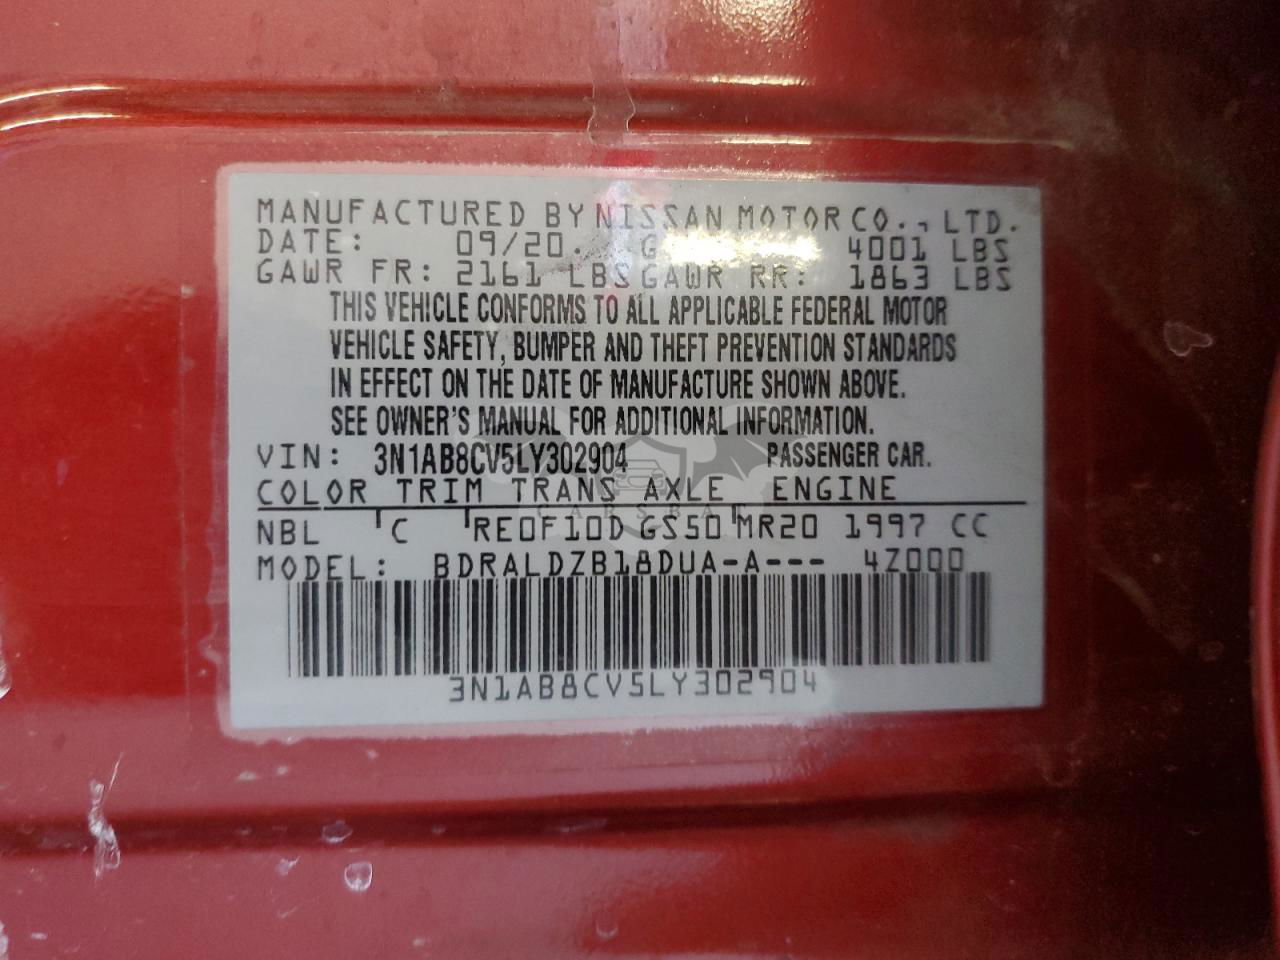 MANUFACTURED BY NISSAN MOTOR CO., LTD.
DATE: 09/20. G 4001 LBS
GAWR FR: 2161 LBS GAWR RR: 1863 LBS
THIS VEHICLE CONFORMS TO ALL APPLICABLE FEDERAL MOTOR
VEHICLE SAFETY, BUMPER AND THEFT PREVENTION STANDARDS
IN EFFECT ON THE DATE OF MANUFACTURE SHOWN ABOVE.
SEE OWNER'S MANUAL FOR ADDITIONAL INFORMATION.
VIN: 3N1AB8CV5LY302904 PASSENGER CAR.
COLOR TRIM TRANS AXLE ENGINE
CARSBAT
NBL C RE0F10D GS50 MR20 1997 CC
MODEL: BDRALDZB18DUA-A--- 4Z000
3N1AB8CV5LY302904